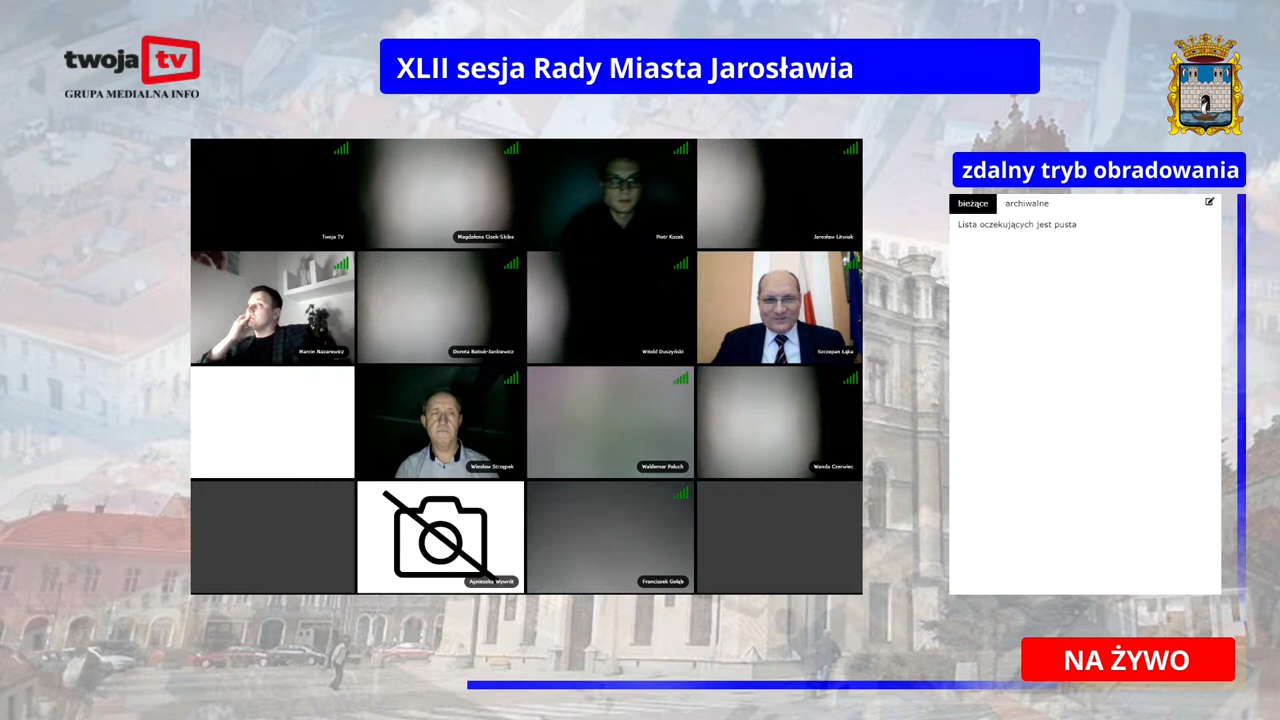 twoja tv
GRUPA MEDIALNA INFO
XLII sesja Rady Miasta Jarosławia
zdalny tryb obradowania
bieżące archiwalne
Lista oczekujących jest pusta
Twoja TV
Magdalena Cisek-Skiba
Piotr Kozak
Jarosław Litwiak
Marcin Nazarewicz
Dorota Batiuk-Jankiewicz
Witold Duszyński
Szczepan Łąka
Wiesław Strzępek
Waldemar Paluch
Wanda Czerwiec
Agnieszka Wywrót
Franciszek Gołąb
NA ŻYWO